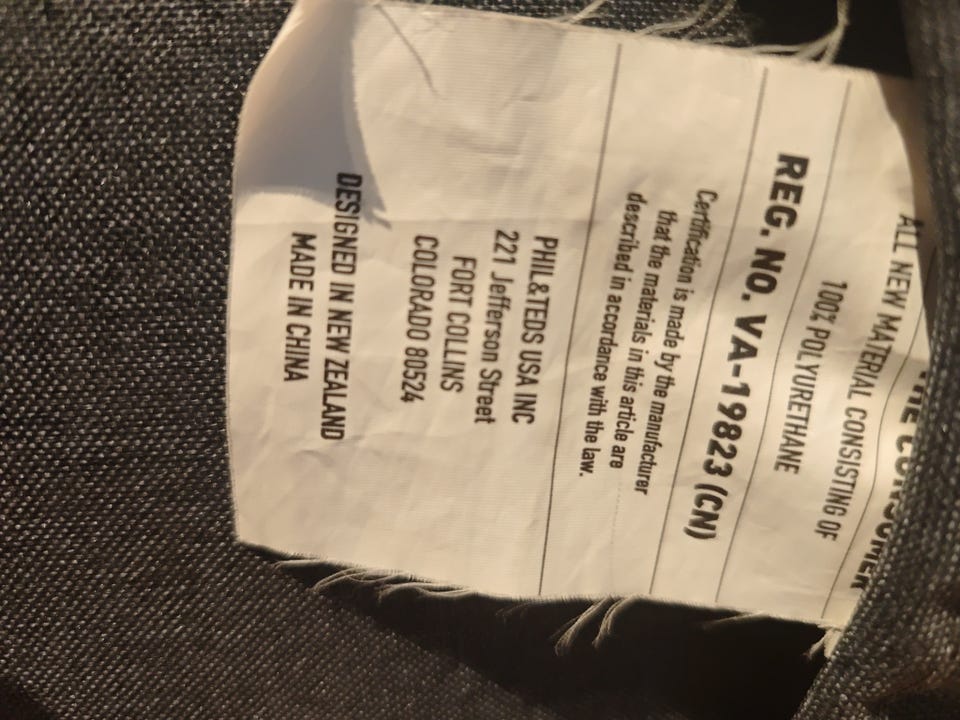 THE CONSUMER
ALL NEW MATERIAL CONSISTING OF
100% POLYURETHANE
REG. NO. VA-19823 (CN)
Certification is made by the manufacturer
that the materials in this article are
described in accordance with the law.
PHIL&TEDS USA INC
221 Jefferson Street
FORT COLLINS
COLORADO 80524
DESIGNED IN NEW ZEALAND
MADE IN CHINA